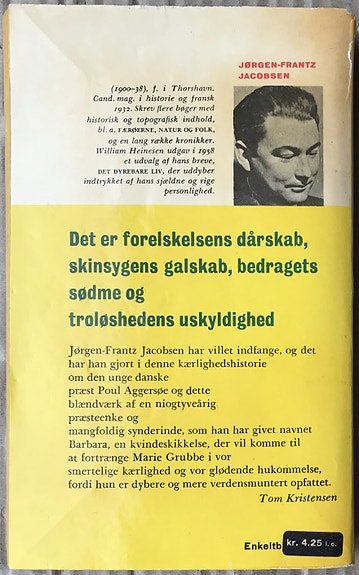 JØRGEN-FRANTZ
JACOBSEN
(1900-38), f. i Thorshavn.
Cand. mag. i historie og fransk
1932. Skrev flere bøger med
historisk og topografisk indhold,
bl. a. FÆRØERNE, NATUR OG FOLK,
og en lang række kronikker.
William Heinesen udgav i 1958
et udvalg af hans breve,
DET DYREBARE LIV, der uddyber
indtrykket af hans sjældne og rige
personlighed.
Det er forelskelsens dårskab,
skinsygens galskab, bedragets
sødme og
troløshedens uskyldighed
Jørgen-Frantz Jacobsen har villet indfange, og det
har han gjort i denne kærlighedshistorie
om den unge danske
præst Poul Aggersøe og dette
blændværk af en niogtyveårig
præsteenke og
mangfoldig synderinde, som han har givet navnet
Barbara, en kvindeskikkelse, der vil komme til
at fortrænge Marie Grubbe i vor
smertelige kærlighed og vor glødende hukommelse,
fordi hun er dybere og mere verdensmuntert opfattet.
Tom Kristensen
Enkeltb
kr. 4.25 i. o.